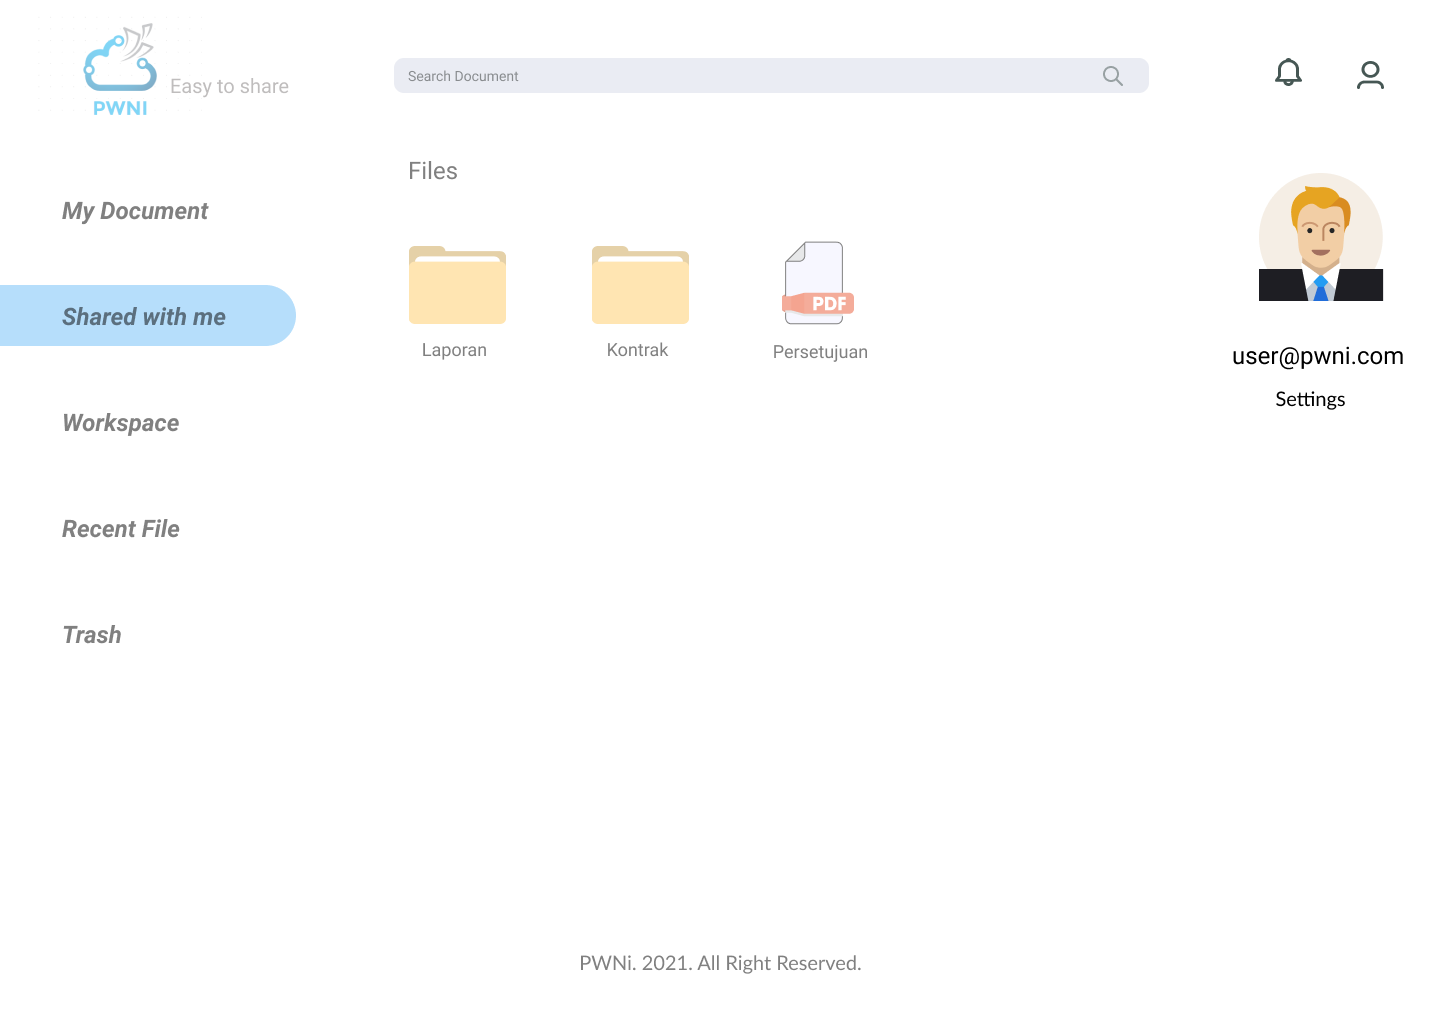 PWNI
Easy to share
Search Document
Files
My Document
Shared with me
Workspace
Recent File
Trash
Laporan
Kontrak
PDF
Persetujuan
user@pwni.com
Settings
PWNi. 2021. All Right Reserved.